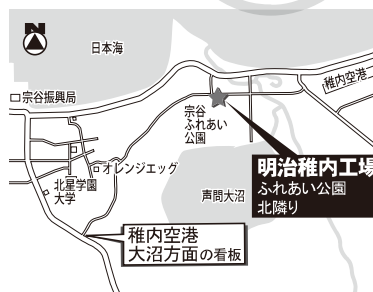 N
日本海
稚内空港
宗谷振興局
宗谷
ふれあい
公園
オレンジエッグ
北星学園
大学
声問大沼
明治稚内工場
ふれあい公園
北隣り
稚内空港
大沼方面の看板